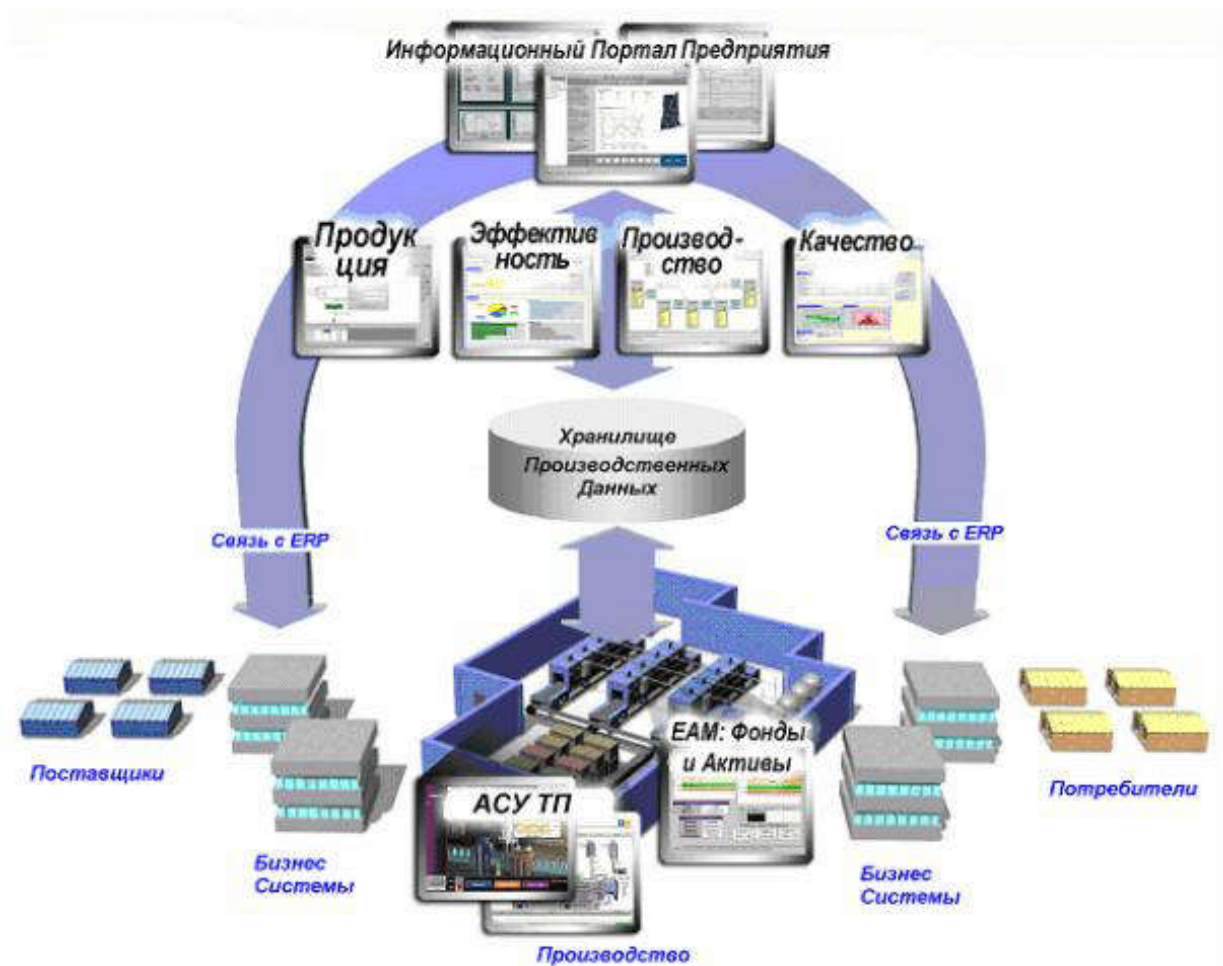 Информационный Портал Предприятия
Продук
ция
Эффектив
ность
Производ-
ство
Качество
Хранилище
Производственных
Данных
Связь с ERP
Связь с ERP
EAM: Фонды
и Активы
АСУ ТП
Поставщики
Потребители
Бизнес
Системы
Бизнес
Системы
Производство